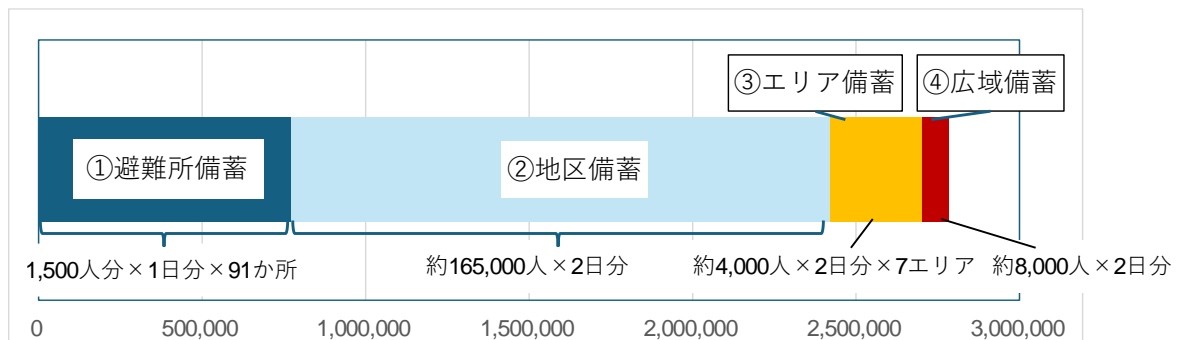 ③エリア備蓄
④広域備蓄
①避難所備蓄
②地区備蓄
1,500人分×1日分×91か所
約165,000人×2日分
約4,000人×2日分×7エリア
約8,000人×2日分
0
500,000
1,000,000
1,500,000
2,000,000
2,500,000
3,000,000